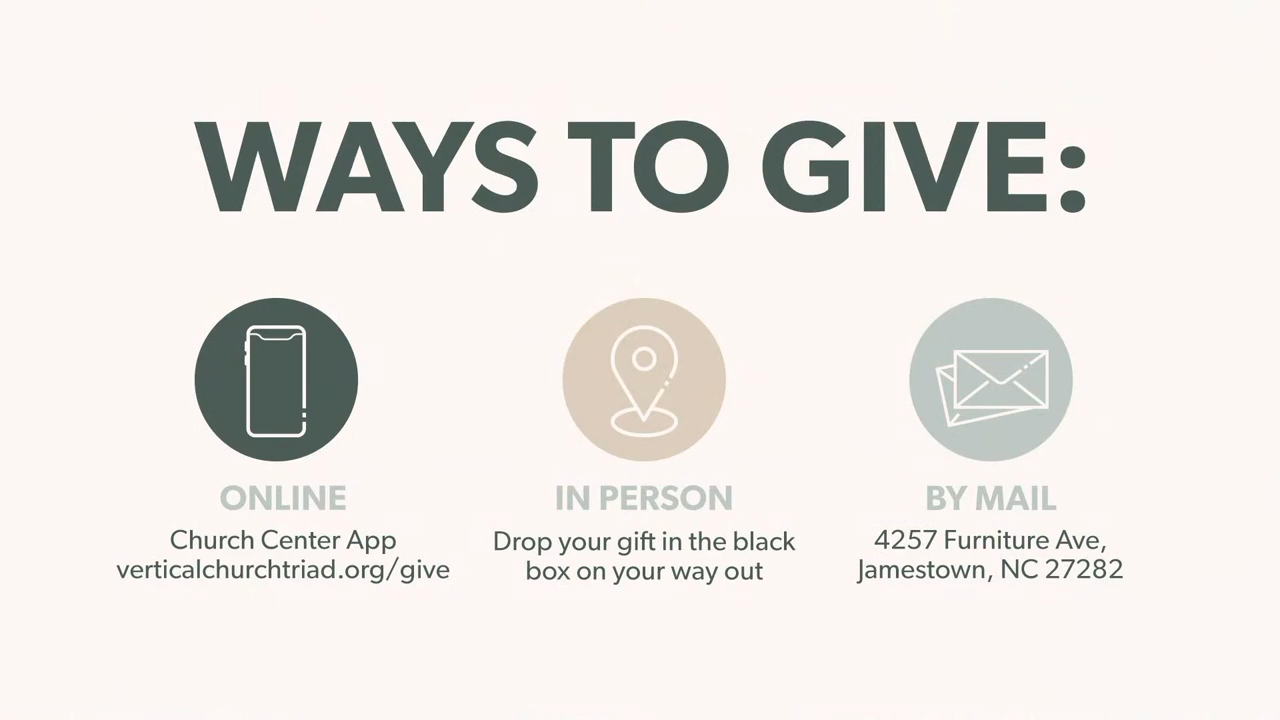 WAYS TO GIVE:
ONLINE
Church Center App
verticalchurchtriad.org/give
IN PERSON
Drop your gift in the black
box on your way out
BY MAIL
4257 Furniture Ave,
Jamestown, NC 27282